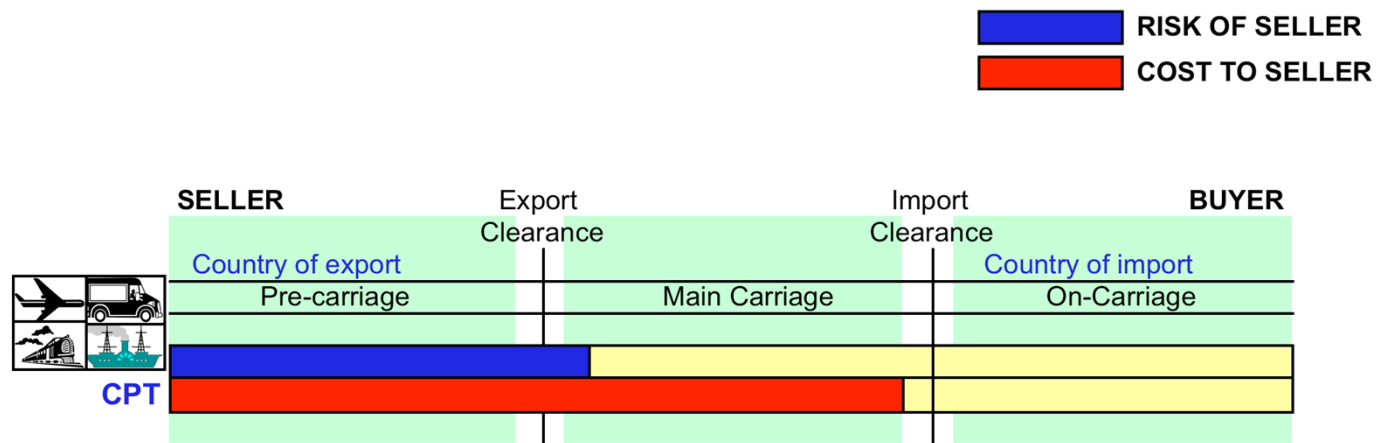 RISK OF SELLER
COST TO SELLER
SELLER
Export
Clearance
Import
Clearance
BUYER
Country of export
Country of import
Pre-carriage
Main Carriage
On-Carriage
CPT